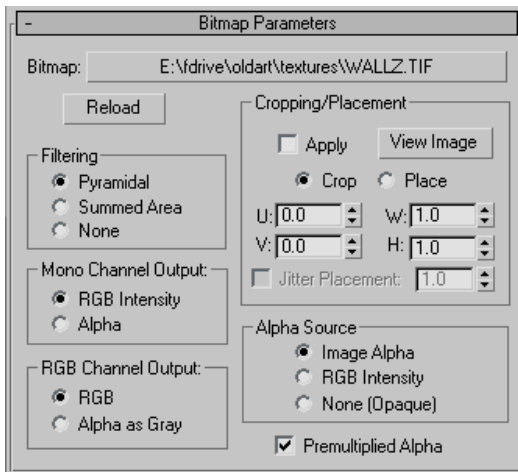 - Bitmap Parameters
Bitmap: E:\fdrive\oldart\textures\WALLZ.TIF
Reload
Cropping/Placement
Apply View Image
Crop Place
U: 0.0 W: 1.0
V: 0.0 H: 1.0
Jitter Placement: 1.0
Filtering
Pyramidal
Summed Area
None
Mono Channel Output:
RGB Intensity
Alpha
RGB Channel Output:
RGB
Alpha as Gray
Alpha Source
Image Alpha
RGB Intensity
None (Opaque)
Premultiplied Alpha